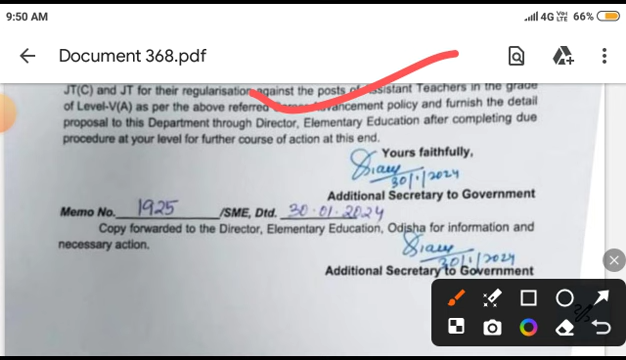 9:50 AM 4G VoLTE 66%
Document 368.pdf
JT(C) and JT for their regularisation against the posts of Assistant Teachers in the grade
of Level-V(A) as per the above referred advancement policy and furnish the detail
proposal to this Department through Director, Elementary Education after completing due
procedure at your level for further course of action at this end.
Yours faithfully,
30/1/2024
Additional Secretary to Government
Memo No. 1925 /SME, Dtd. 30.01.2024
Copy forwarded to the Director, Elementary Education, Odisha for information and
necessary action.
30/1/2024
Additional Secretary to Government